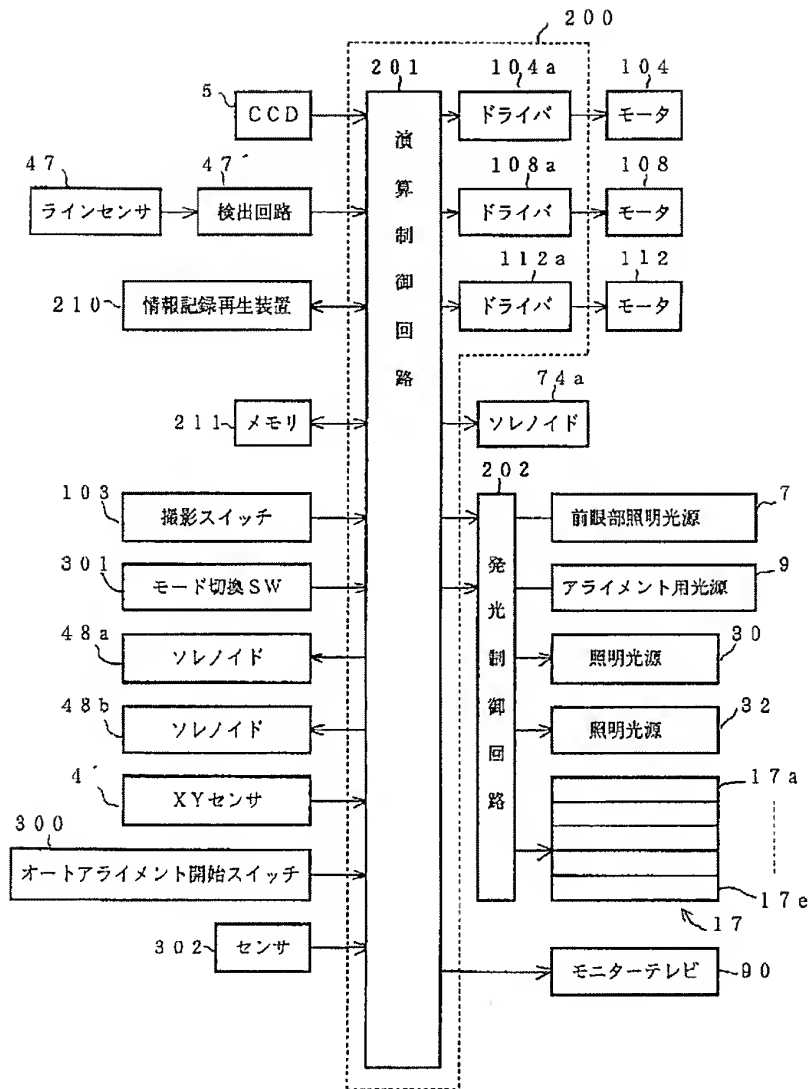 200
201
104a
104
5
CCD
ドライバ
モータ
47
47'
108a
108
ラインセンサ
検出回路
ドライバ
モータ
112a
112
210
情報記録再生装置
ドライバ
モータ
演算制御回路
74a
211
メモリ
ソレノイド
202
103
撮影スイッチ
前眼部照明光源
7
301
モード切換SW
アライメント用光源
9
発光制御回路
48a
ソレノイド
照明光源
30
48b
ソレノイド
照明光源
32
4'
XYセンサ
17a
300
オートアライメント開始スイッチ
17e
17
302
センサ
モニターテレビ
90